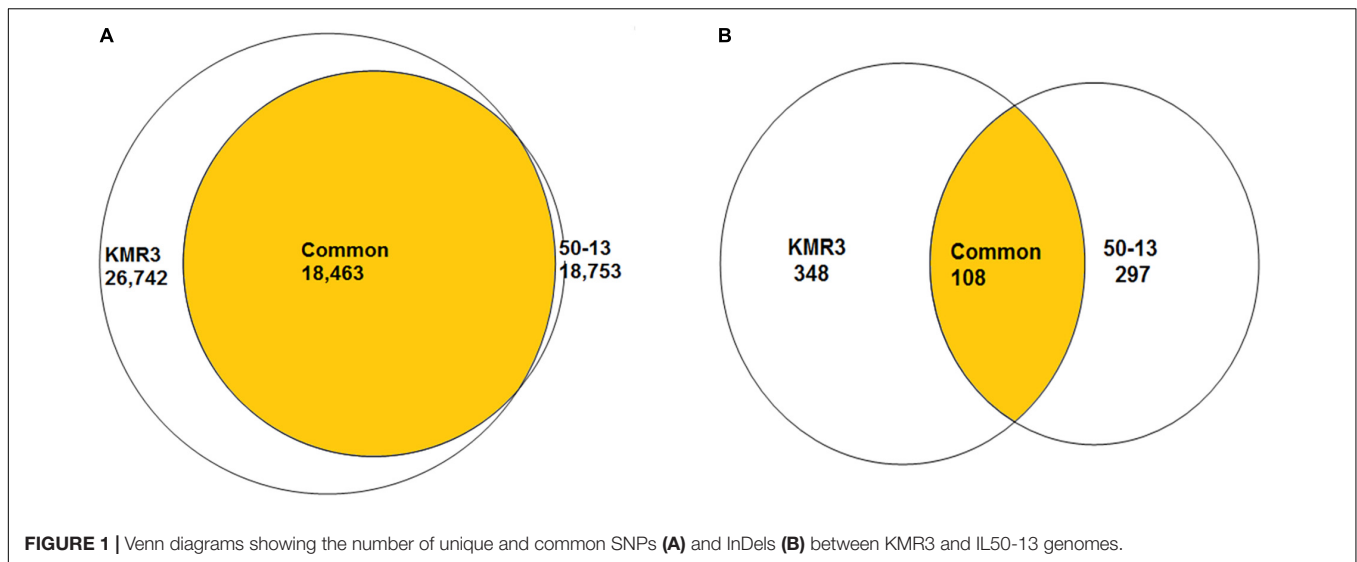 A
KMR3
26,742
Common
18,463
50-13
18,753
B
KMR3
348
Common
108
50-13
297
FIGURE 1 | Venn diagrams showing the number of unique and common SNPs (A) and InDels (B) between KMR3 and IL50-13 genomes.